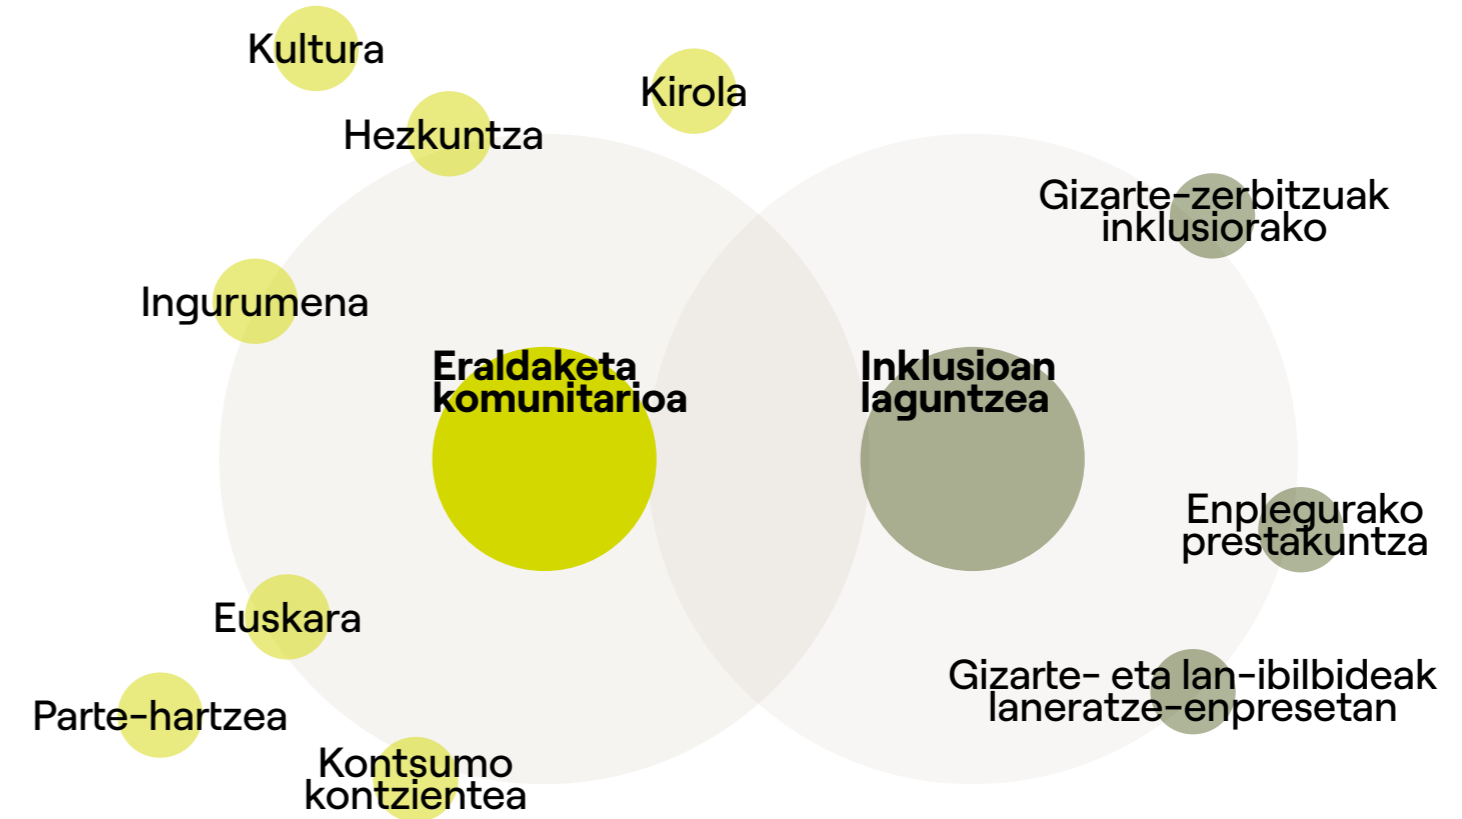 Kultura
Kirola
Hezkuntza
Gizarte-zerbitzuak
inklusiorako
Ingurumena
Eraldaketa
komunitarioa
Inklusioan
laguntzea
Enplegurako
prestakuntza
Euskara
Gizarte- eta lan-ibilbideak
laneratze-enpresetan
Parte-hartzea
Kontsumo
kontzientea